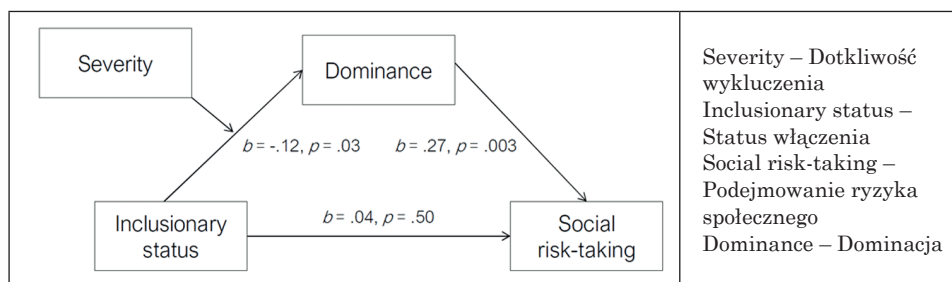 Severity
Dominance
b = -.12, p = .03
b = .27, p = .003
Inclusionary
status
b = .04, p = .50
Social
risk-taking
Severity – Dotkliwość
wykluczenia
Inclusionary status –
Status włączenia
Social risk-taking –
Podejmowanie ryzyka
społecznego
Dominance – Dominacja